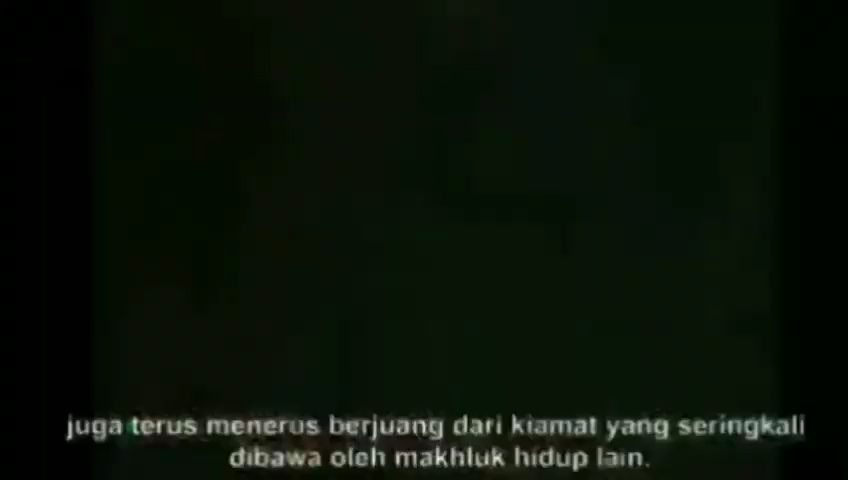 juga terus menerus berjuang dari kiamat yang seringkali
dibawa oleh makhluk hidup lain.